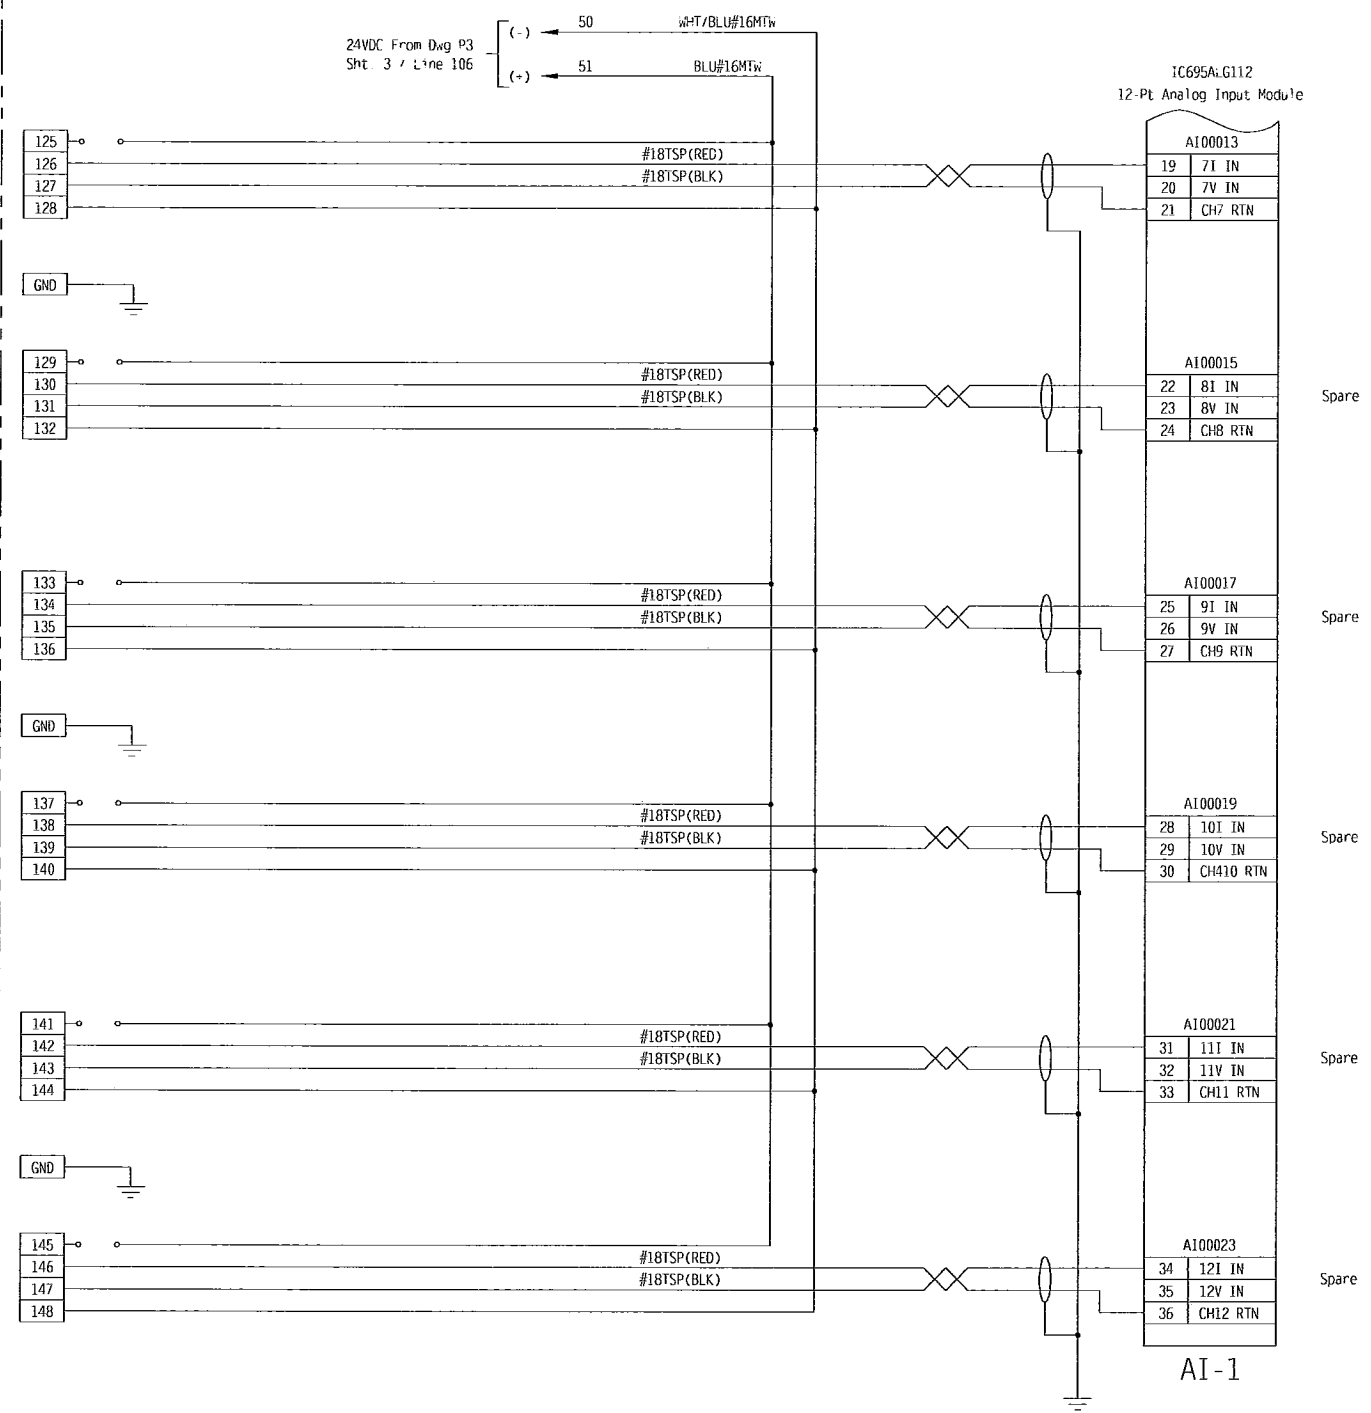 50 WHT/BLU#16MTW
24VDC From Dwg P3
Sht. 3 / Line 106
(-)
(+)
51 BLU#16MTW
IC695ALG112
12-Pt Analog Input Module
125
126
127
128
#18TSP(RED)
#18TSP(BLK)
AI00013
19 7I IN
20 7V IN
21 CH7 RTN
GND
129
130
131
132
#18TSP(RED)
#18TSP(BLK)
AI00015
22 8I IN
23 8V IN
24 CH8 RTN
Spare
133
134
135
136
#18TSP(RED)
#18TSP(BLK)
AI00017
25 9I IN
26 9V IN
27 CH9 RTN
Spare
GND
137
138
139
140
#18TSP(RED)
#18TSP(BLK)
AI00019
28 10I IN
29 10V IN
30 CH410 RTN
Spare
141
142
143
144
#18TSP(RED)
#18TSP(BLK)
AI00021
31 11I IN
32 11V IN
33 CH11 RTN
Spare
GND
145
146
147
148
#18TSP(RED)
#18TSP(BLK)
AI00023
34 12I IN
35 12V IN
36 CH12 RTN
Spare
AI-1